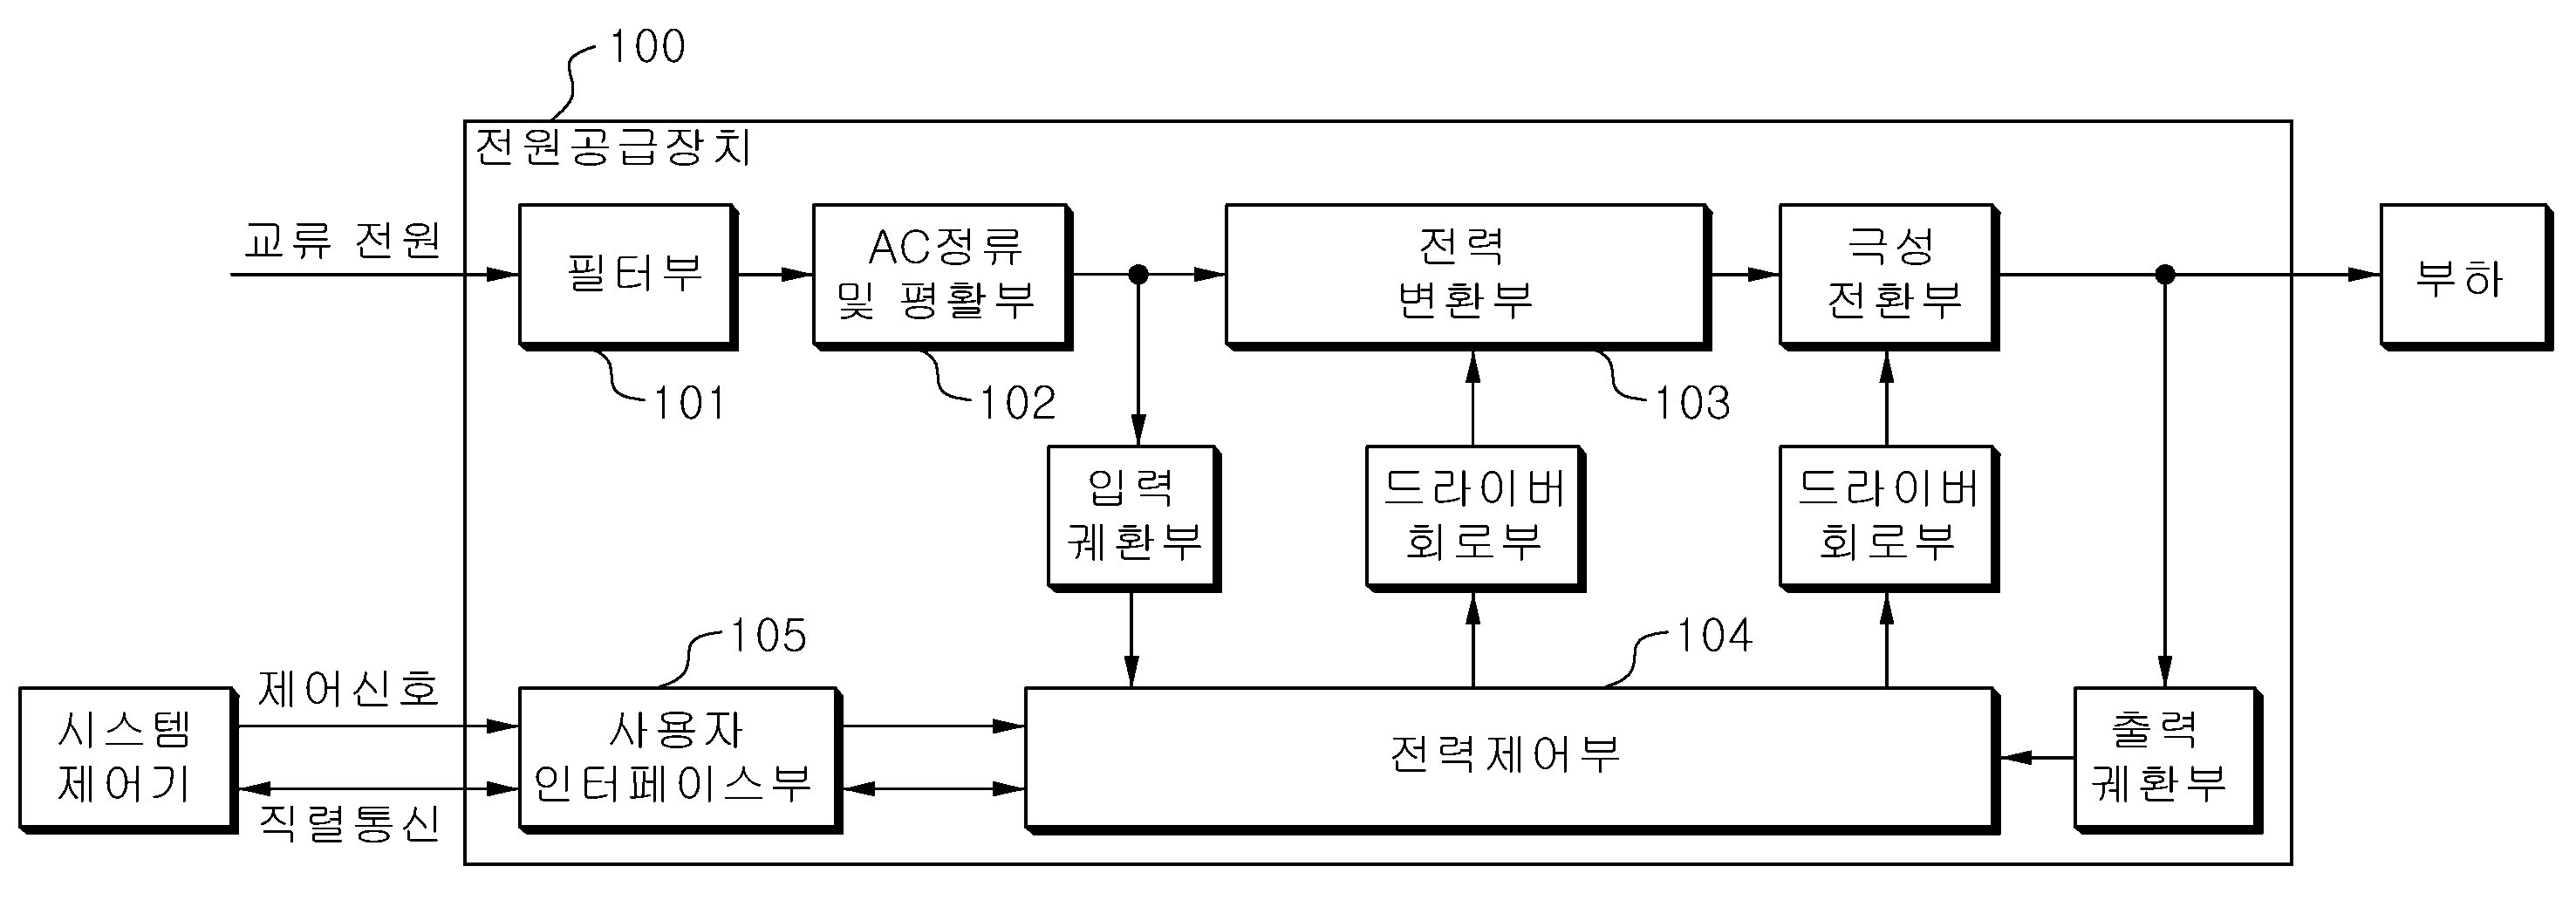 100
전원공급장치
교류 전원
필터부
AC정류
및 평활부
전력
변환부
극성
전환부
부하
101
102
103
입력
궤환부
드라이버
회로부
드라이버
회로부
105
104
시스템
제어기
제어신호
직렬통신
사용자
인터페이스부
전력제어부
출력
궤환부